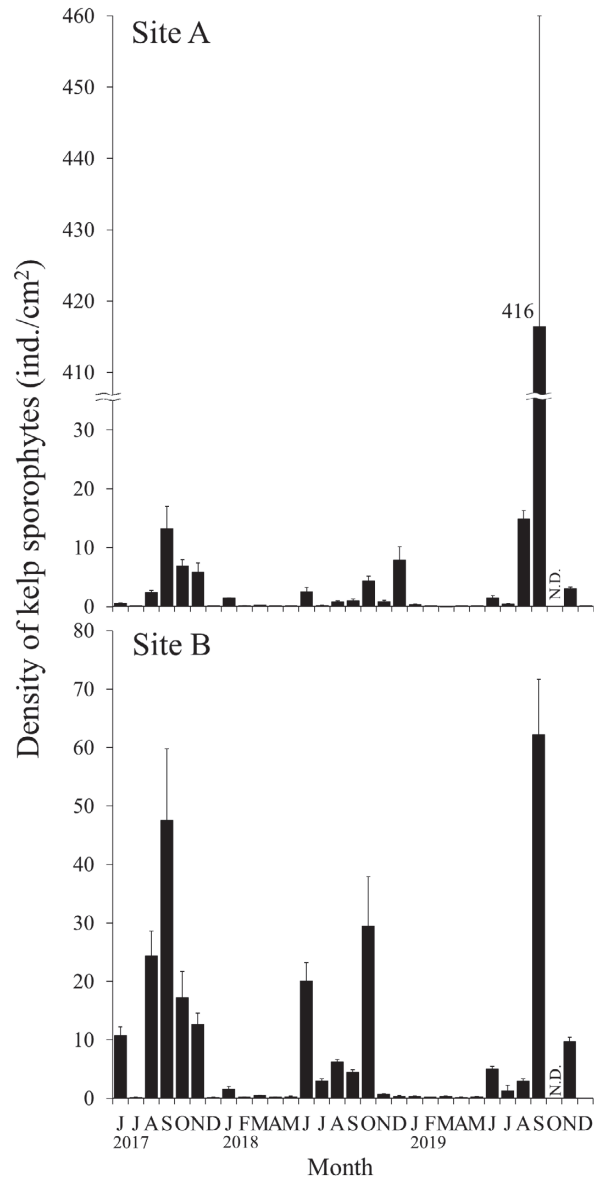 Site A
460
450
440
430
420
410
416
30
20
10
0
N.D.
Density of kelp sporophytes (ind./cm²)
Site B
80
70
60
50
40
30
20
10
0
N.D.
J J A S O N D J F M A M J J A S O N D J F M A M J J A S O N D
2017 2018 2019
Month